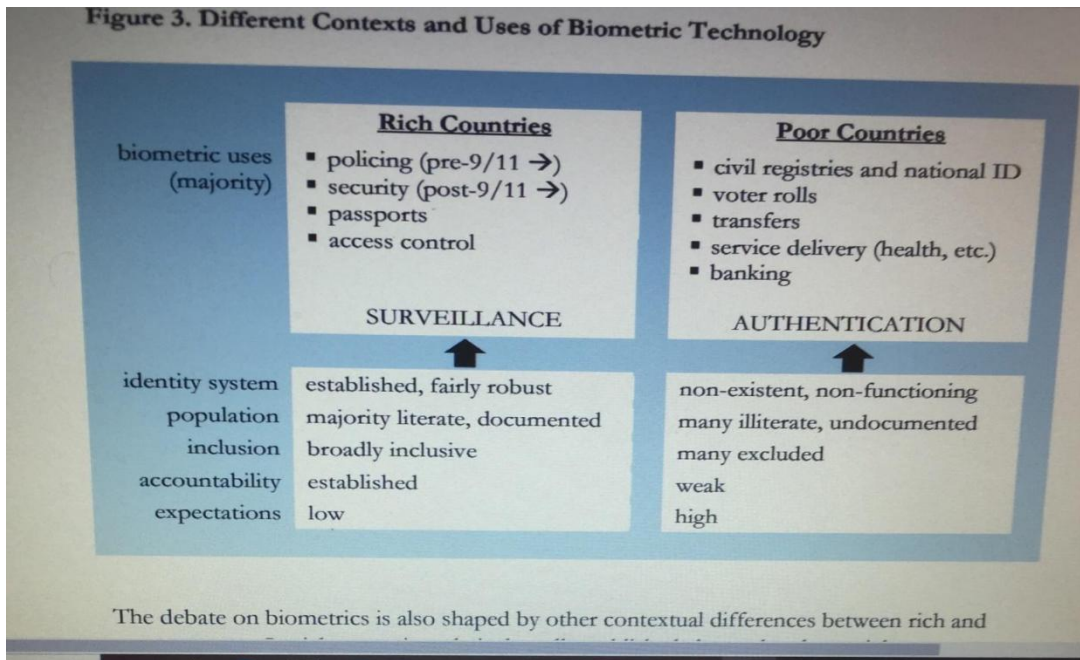 Figure 3. Different Contexts and Uses of Biometric Technology
biometric uses
(majority)
Rich Countries
▪ policing (pre-9/11 →)
▪ security (post-9/11 →)
▪ passports
▪ access control
SURVEILLANCE
Poor Countries
▪ civil registries and national ID
▪ voter rolls
▪ transfers
▪ service delivery (health, etc.)
▪ banking
AUTHENTICATION
identity system established, fairly robust non-existent, non-functioning
population majority literate, documented many illiterate, undocumented
inclusion broadly inclusive many excluded
accountability established weak
expectations low high
The debate on biometrics is also shaped by other contextual differences between rich and